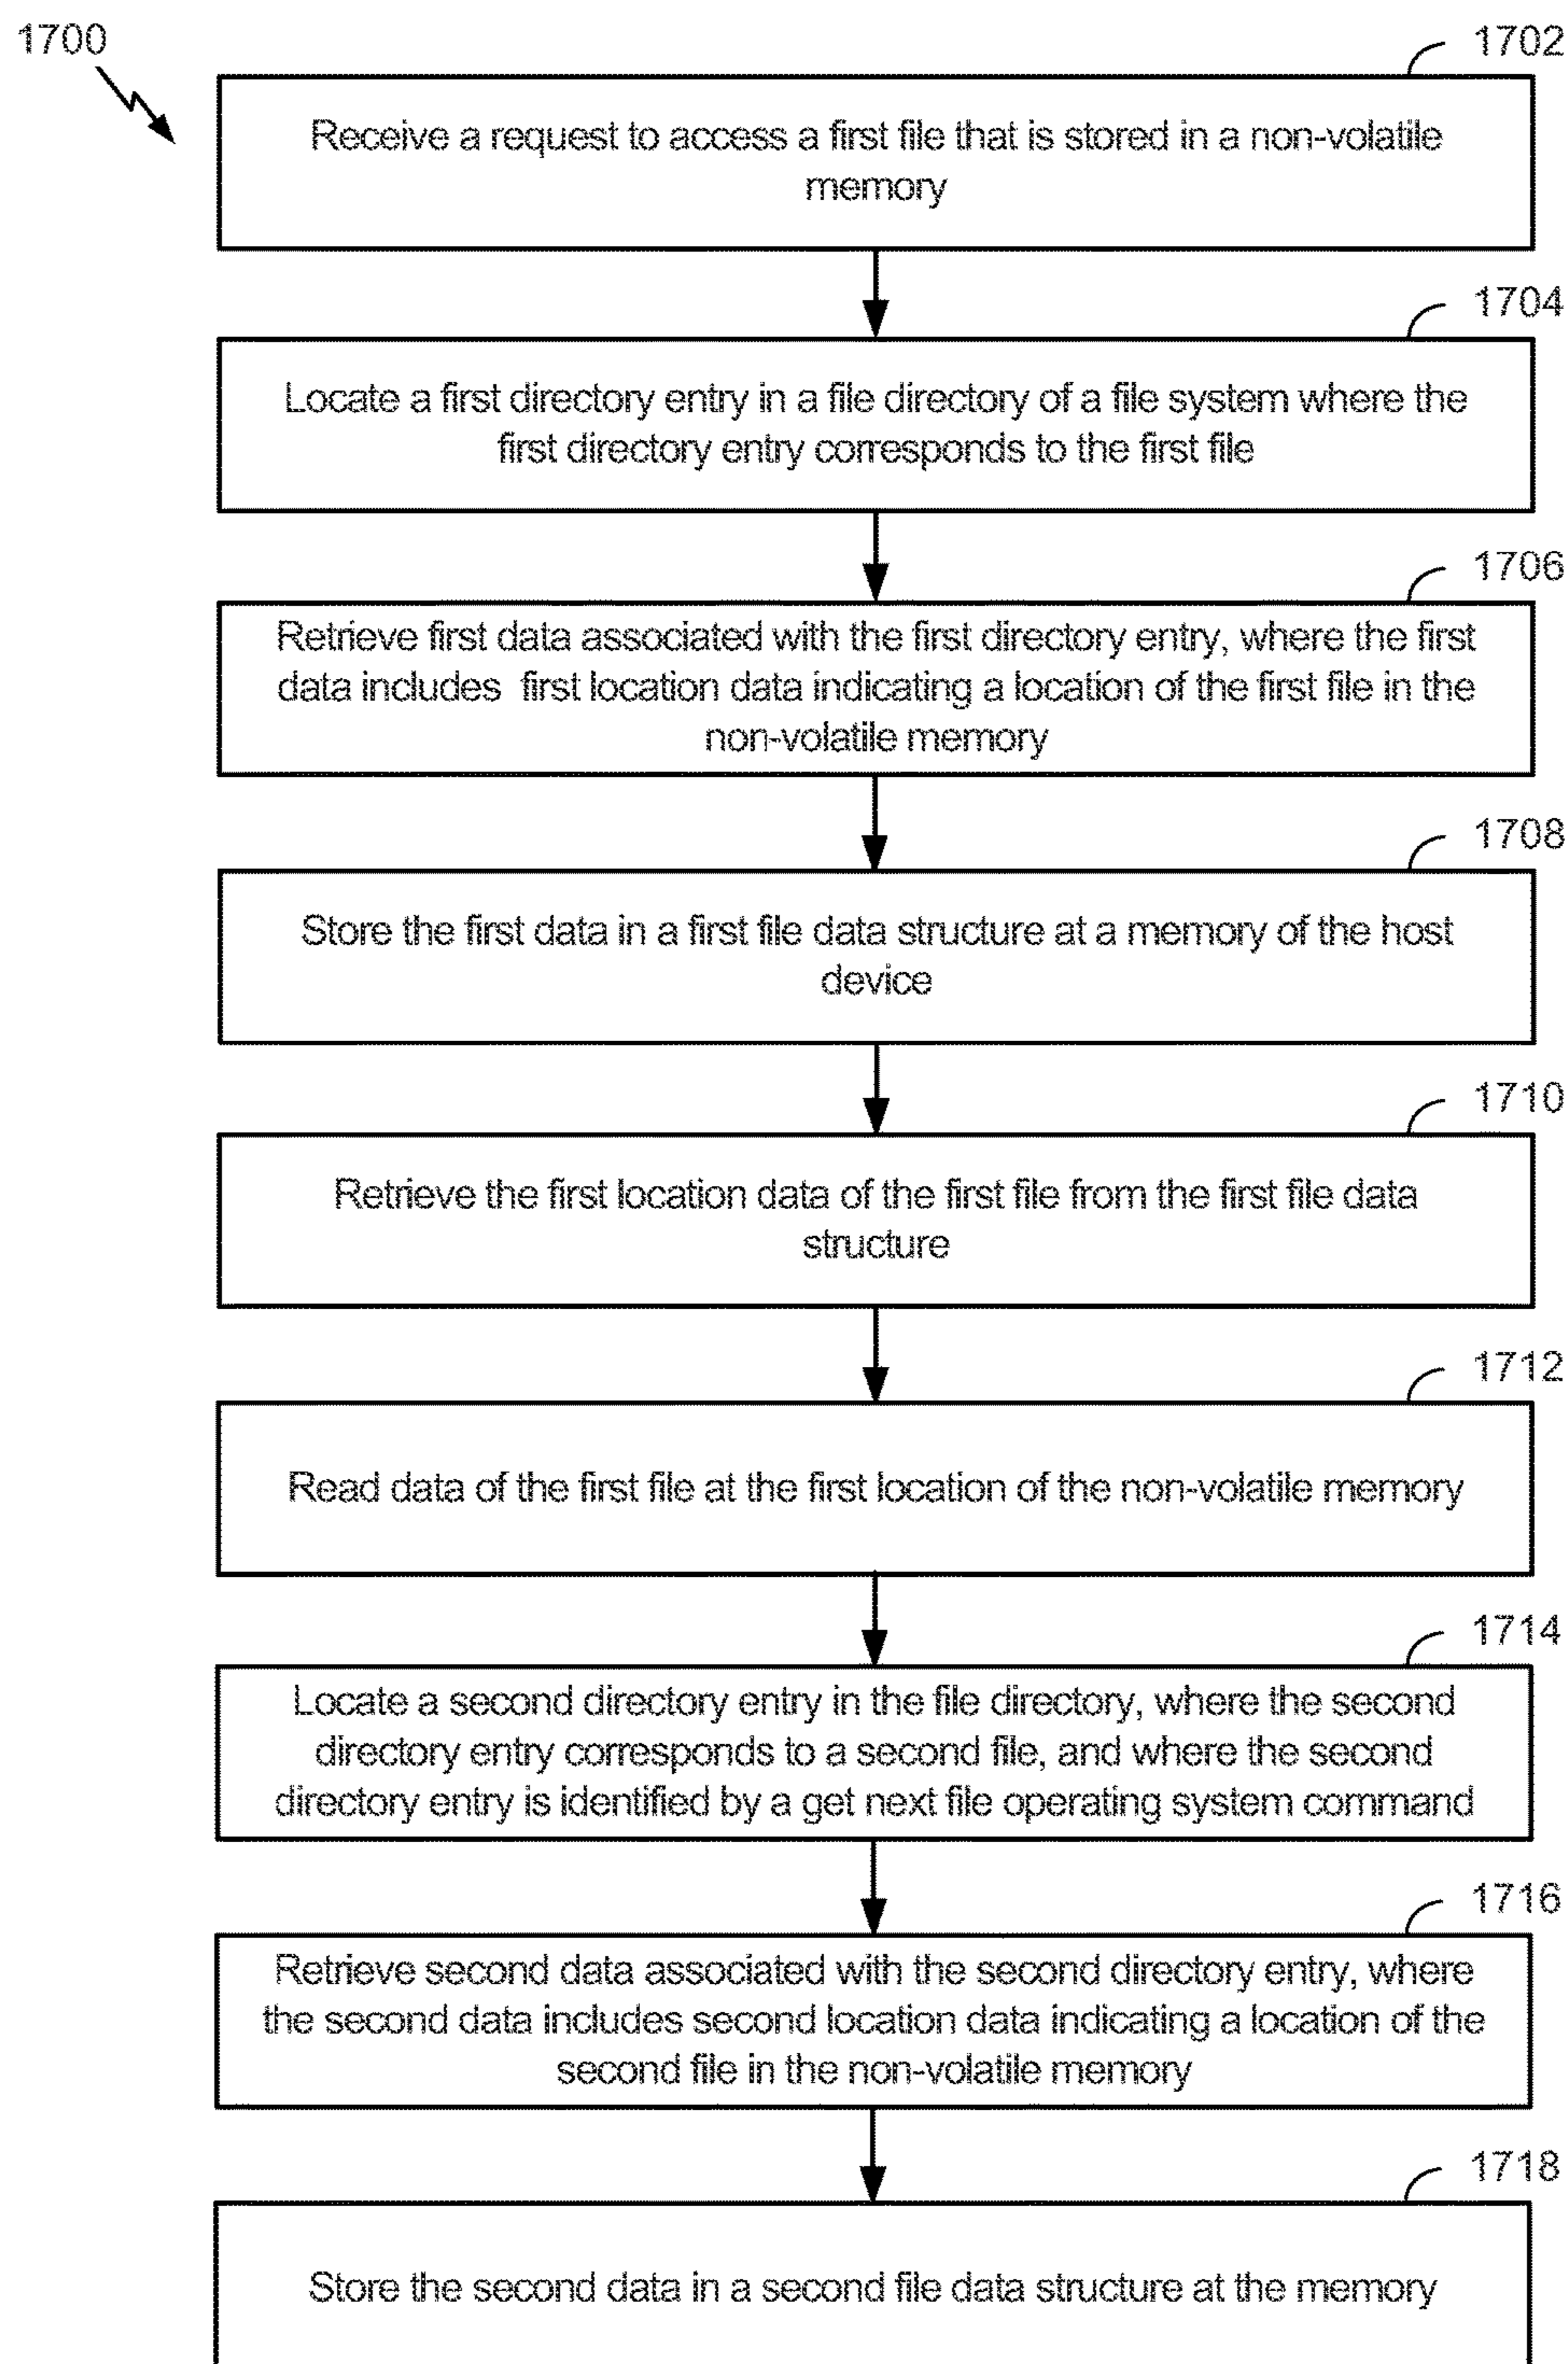 1700
1702
Receive a request to access a first file that is stored in a non-volatile
memory
1704
Locate a first directory entry in a file directory of a file system where the
first directory entry corresponds to the first file
1706
Retrieve first data associated with the first directory entry, where the first
data includes first location data indicating a location of the first file in the
non-volatile memory
1708
Store the first data in a first file data structure at a memory of the host
device
1710
Retrieve the first location data of the first file from the first file data
structure
1712
Read data of the first file at the first location of the non-volatile memory
1714
Locate a second directory entry in the file directory, where the second
directory entry corresponds to a second file, and where the second
directory entry is identified by a get next file operating system command
1716
Retrieve second data associated with the second directory entry, where
the second data includes second location data indicating a location of the
second file in the non-volatile memory
1718
Store the second data in a second file data structure at the memory